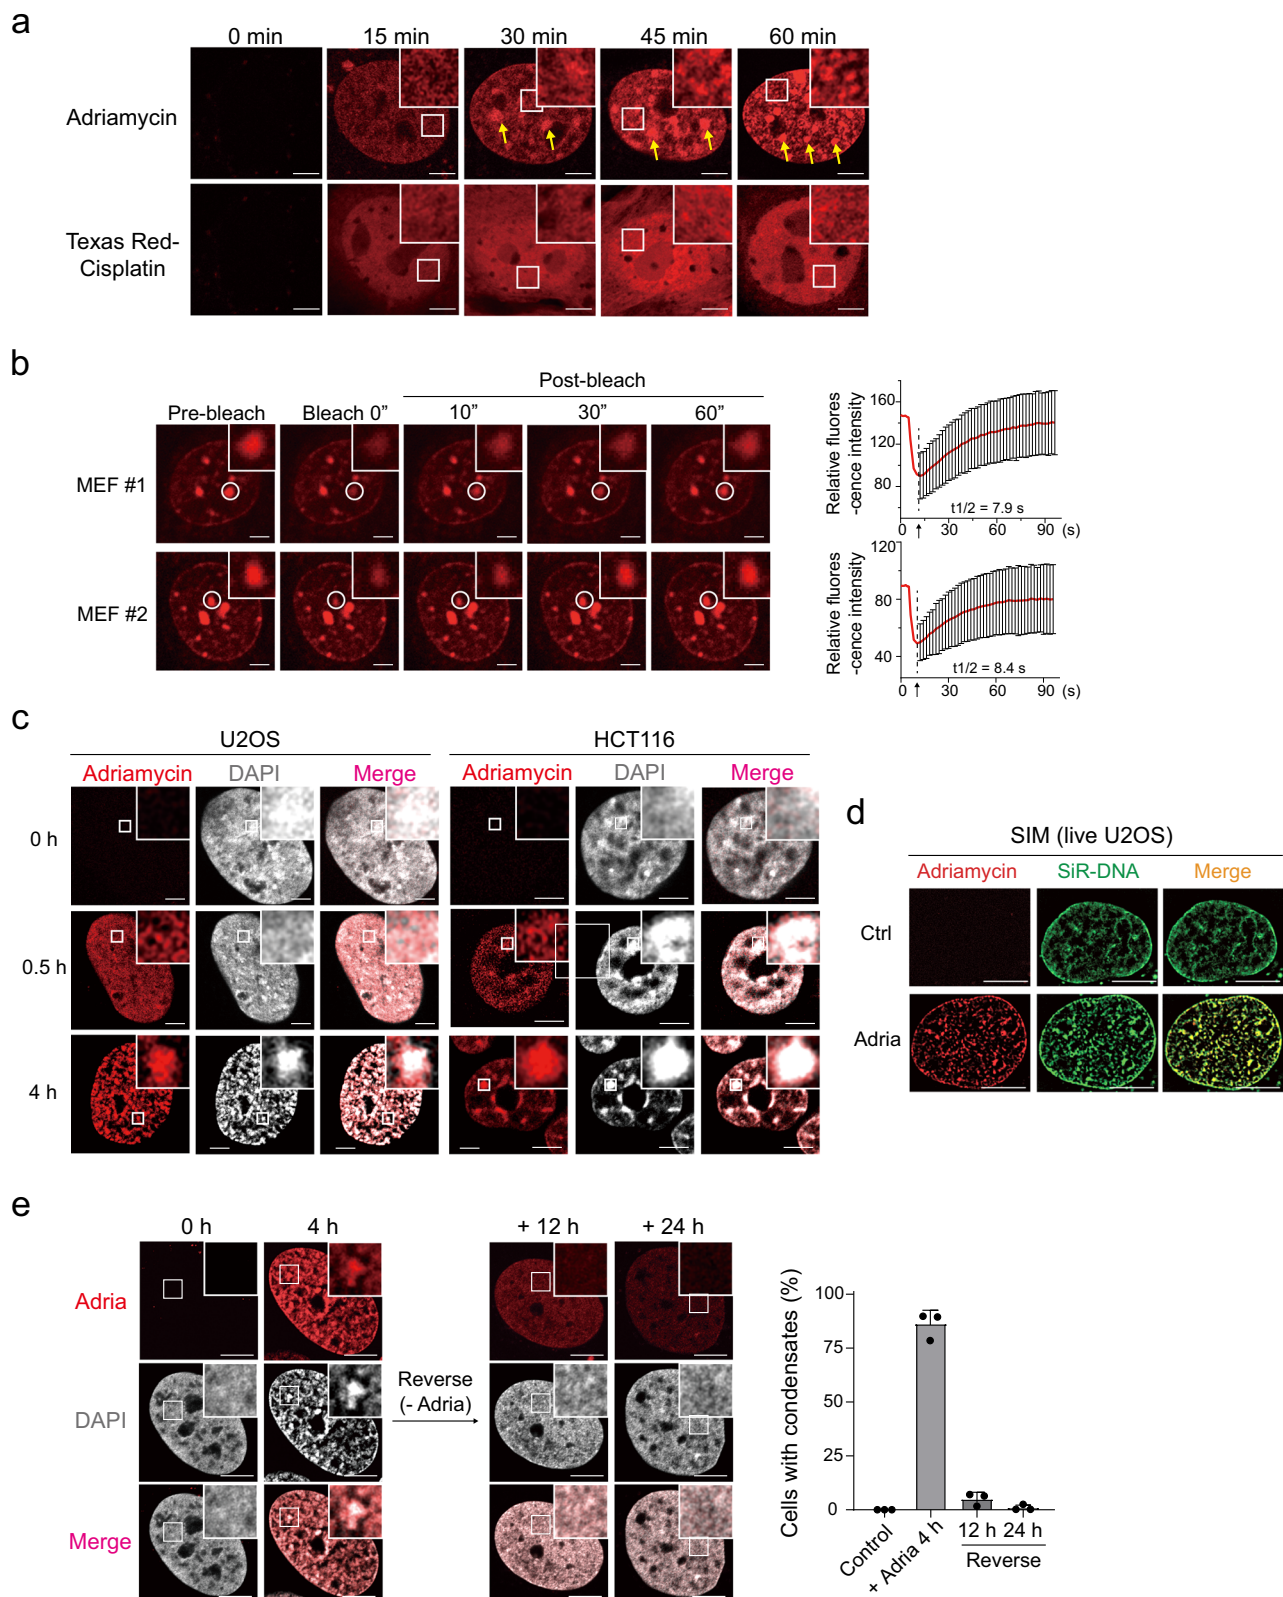 a
0 min 15 min 30 min 45 min 60 min
Adriamycin
Texas Red-
Cisplatin
b
Post-bleach
Pre-bleach Bleach 0” 10” 30” 60”
MEF #1
MEF #2
Relative fluores
-cence intensity
160
120
80
t1/2 = 7.9 s
0 30 60 90 (s)
Relative fluores
-cence intensity
120
80
40
t1/2 = 8.4 s
0 30 60 90 (s)
c
U2OS HCT116
Adriamycin DAPI Merge Adriamycin DAPI Merge
0 h
0.5 h
4 h
d
SIM (live U2OS)
Adriamycin SiR-DNA Merge
Ctrl
Adria
e
0 h 4 h + 12 h + 24 h
Adria
DAPI
Merge
Reverse
(- Adria)
Cells with condensates (%)
100
75
50
25
0
Control
+ Adria 4 h
12 h 24 h
Reverse